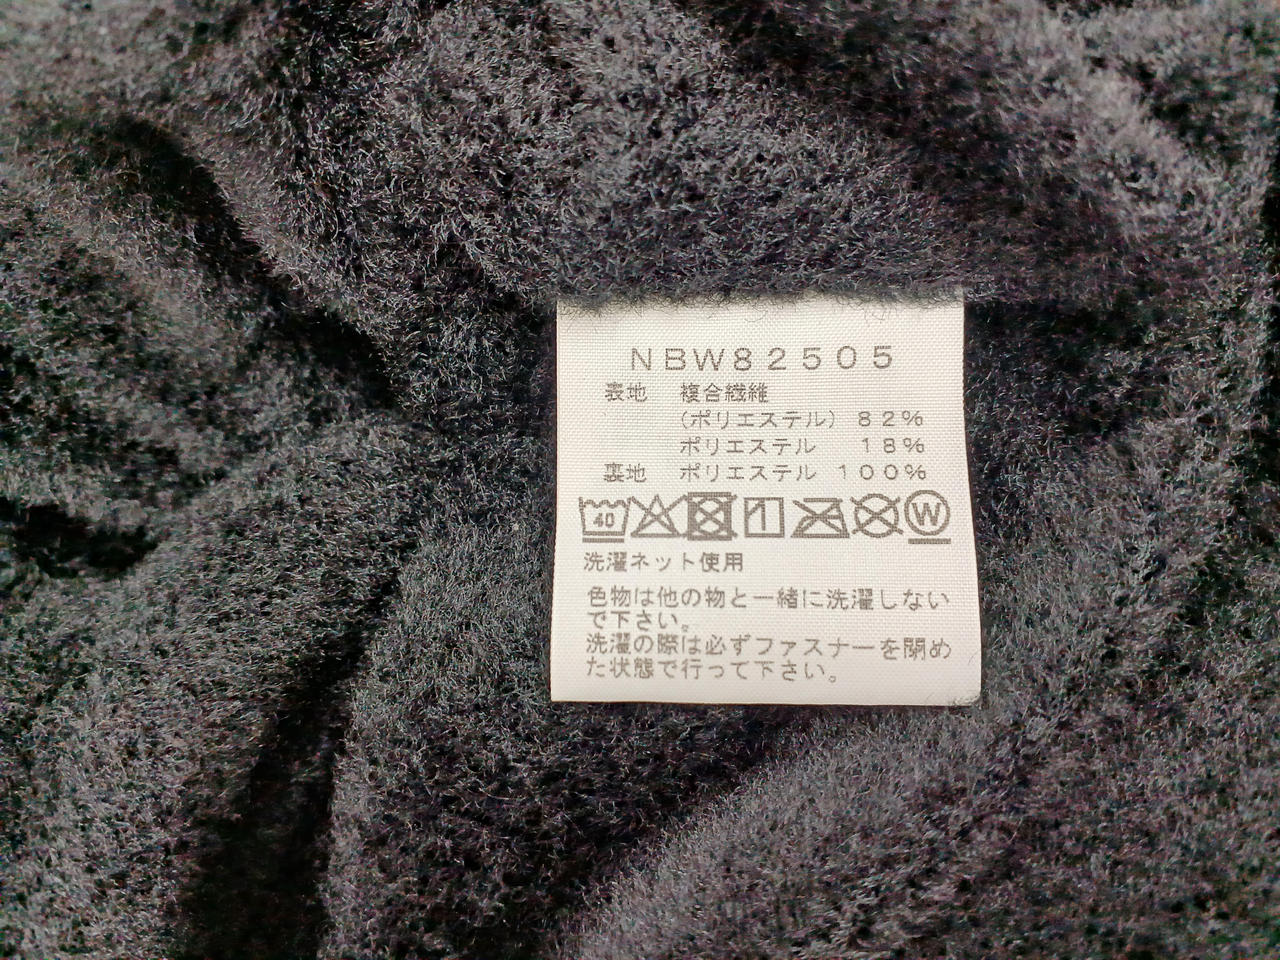 NBW82505
表地 複合繊維
(ポリエステル) 82%
ポリエステル 18%
裏地 ポリエステル 100%
40 W
洗濯ネット使用
色物は他の物と一緒に洗濯しない
で下さい。
洗濯の際は必ずファスナーを閉め
た状態で行って下さい。